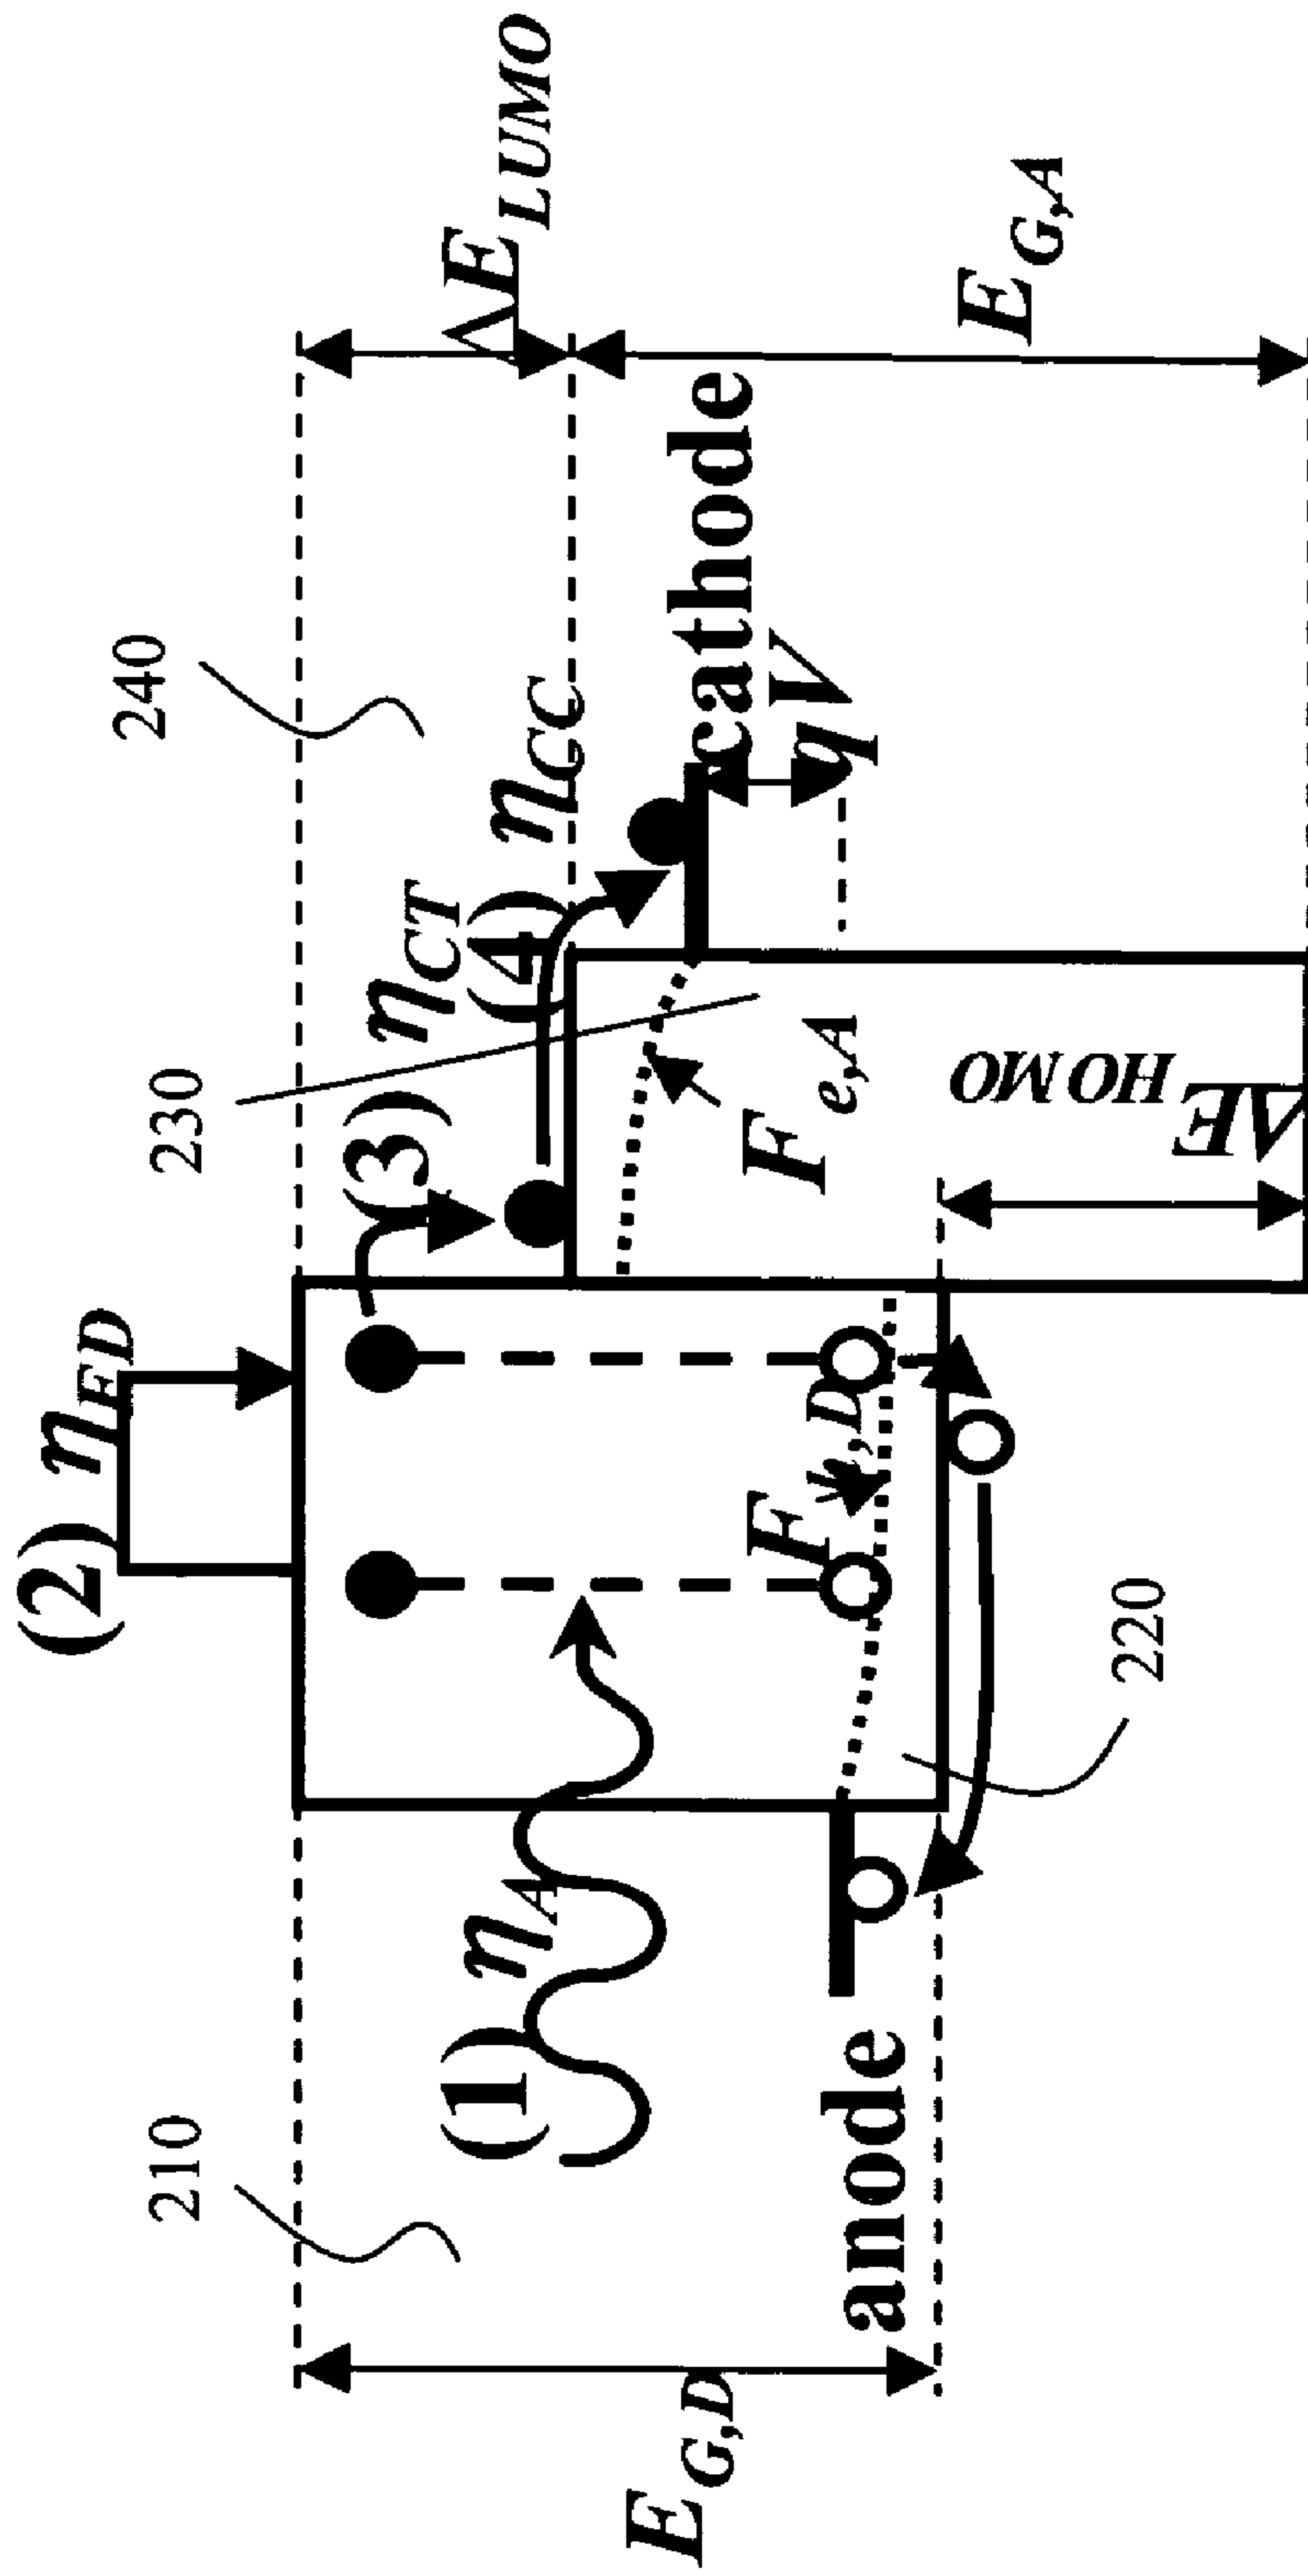 (2) η_ED
240
210
230
(3) η_CT
ΔE_LUMO
(1) η_A
(4) η_CC
E_G,D
anode
F_h,D
F_e,A
cathode
qV
E_G,A
220
ΔE_HOMO